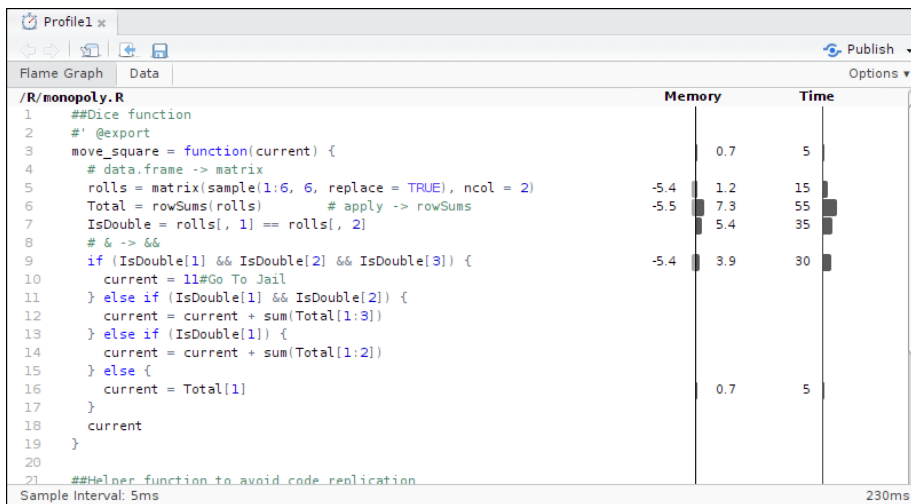 Profile1 ×
Publish
Flame Graph Data Options ▾
/R/monopoly.R Memory Time
1 ##Dice function
2 #' @export
3 move_square = function(current) { 0.7 5
4 # data.frame -> matrix
5 rolls = matrix(sample(1:6, 6, replace = TRUE), ncol = 2) -5.4 1.2 15
6 Total = rowSums(rolls) # apply -> rowSums -5.5 7.3 55
7 IsDouble = rolls[, 1] == rolls[, 2] 5.4 35
8 # & -> &&
9 if (IsDouble[1] && IsDouble[2] && IsDouble[3]) { -5.4 3.9 30
10 current = 11#Go To Jail
11 } else if (IsDouble[1] && IsDouble[2]) {
12 current = current + sum(Total[1:3])
13 } else if (IsDouble[1]) {
14 current = current + sum(Total[1:2])
15 } else {
16 current = Total[1] 0.7 5
17 }
18 current
19 }
20
21 ##Helper function to avoid code replication
Sample Interval: 5ms 230ms